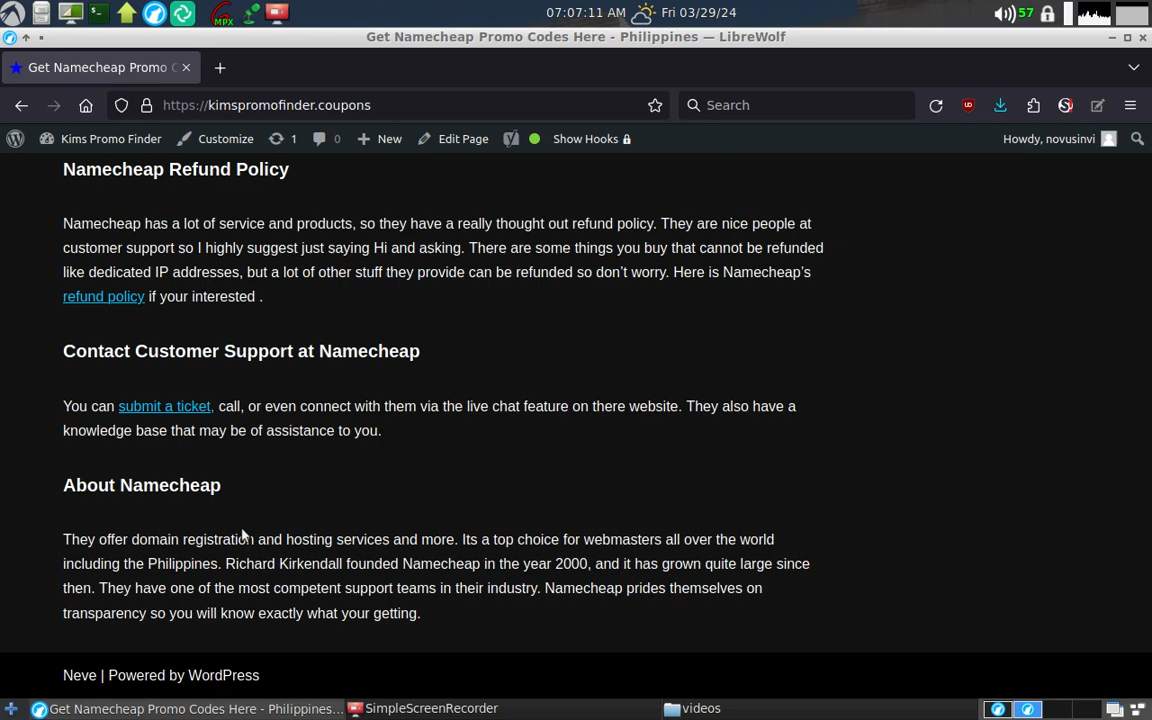 07:07:11 AM
Fri 03/29/24
57
MPX
Get Namecheap Promo Codes Here - Philippines — LibreWolf
Get Namecheap Promo C
https://kimspromofinder.coupons
Search
Kims Promo Finder
Customize
1
0
New
Edit Page
Show Hooks
Howdy, novusinvi
Namecheap Refund Policy
Namecheap has a lot of service and products, so they have a really thought out refund policy. They are nice people at
customer support so I highly suggest just saying Hi and asking. There are some things you buy that cannot be refunded
like dedicated IP addresses, but a lot of other stuff they provide can be refunded so don’t worry. Here is Namecheap’s
refund policy if your interested .
Contact Customer Support at Namecheap
You can submit a ticket, call, or even connect with them via the live chat feature on there website. They also have a
knowledge base that may be of assistance to you.
About Namecheap
They offer domain registration and hosting services and more. Its a top choice for webmasters all over the world
including the Philippines. Richard Kirkendall founded Namecheap in the year 2000, and it has grown quite large since
then. They have one of the most competent support teams in their industry. Namecheap prides themselves on
transparency so you will know exactly what your getting.
Neve | Powered by WordPress
Get Namecheap Promo Codes Here - Philippines...
SimpleScreenRecorder
videos